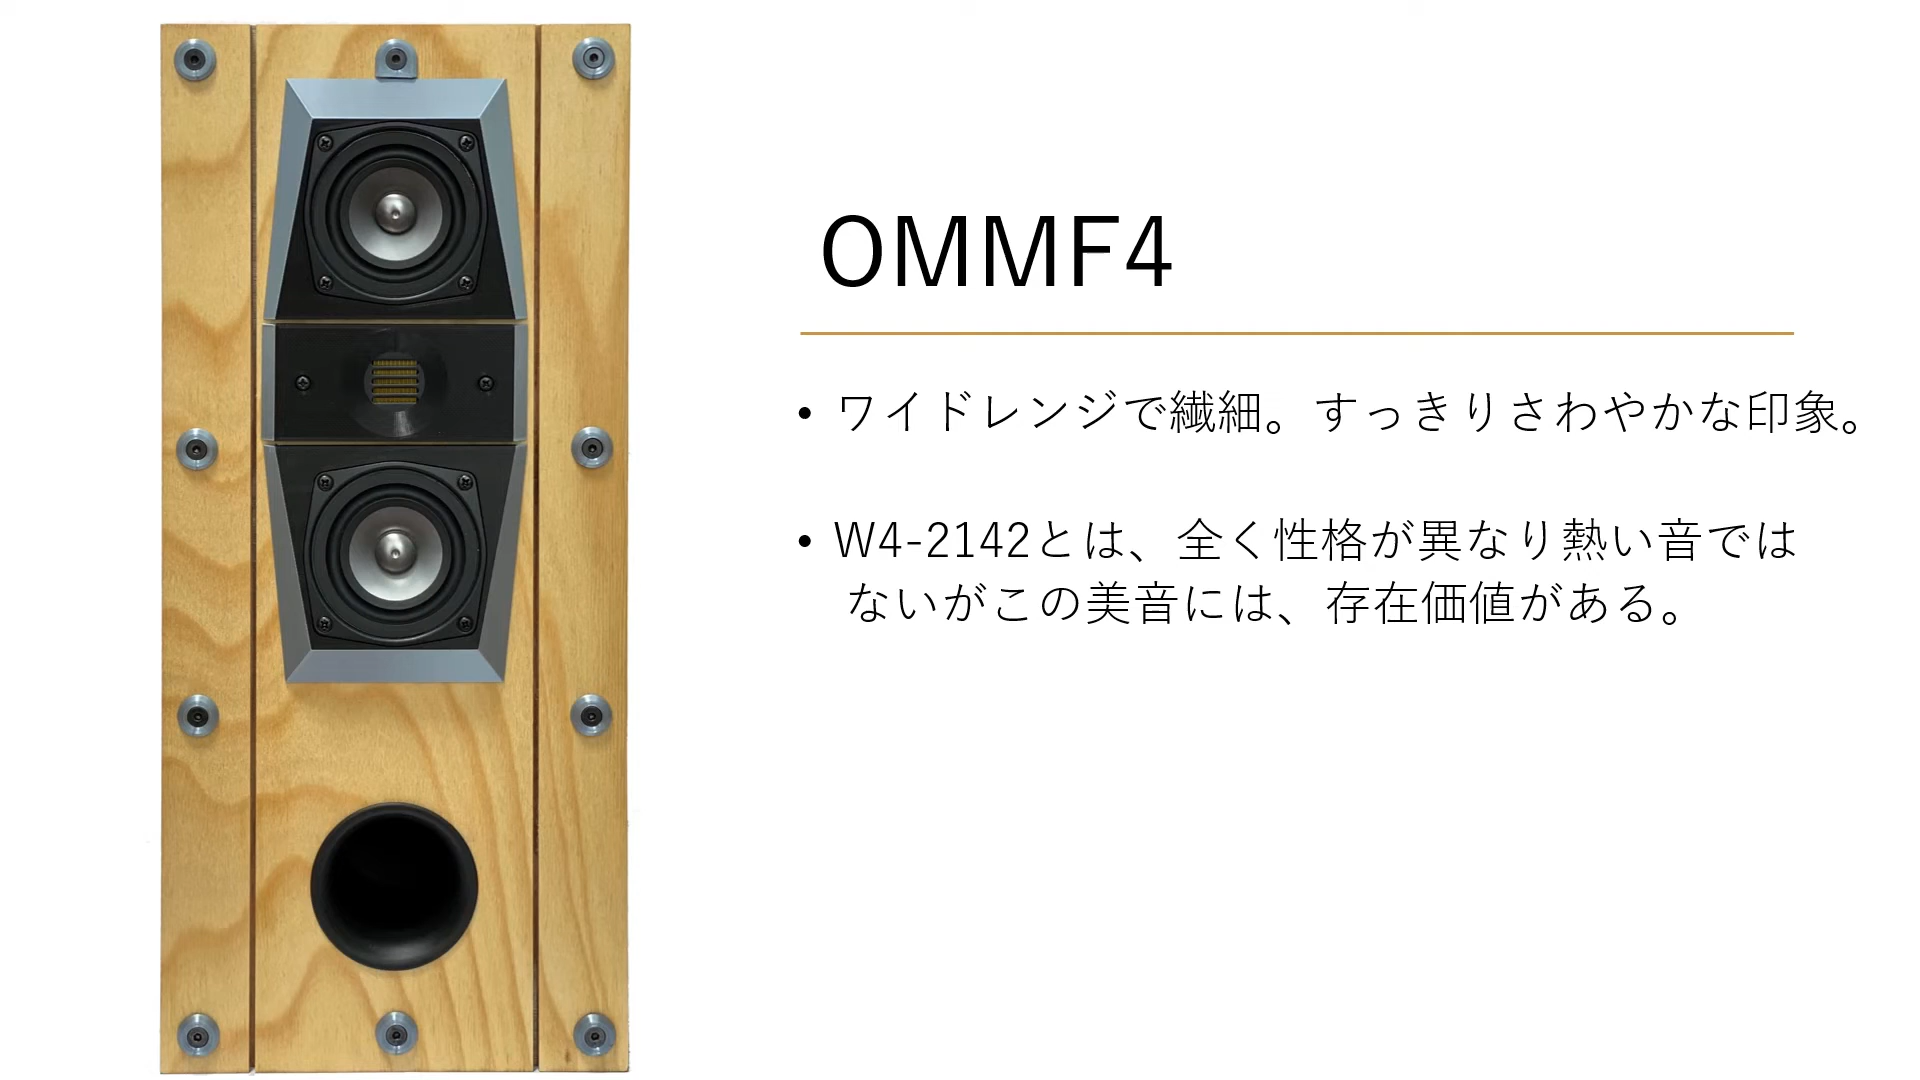 OMMF4
• ワイドレンジで繊細。すっきりさわやかな印象。
• W4-2142とは、全く性格が異なり熱い音では
ないがこの美音には、存在価値がある。